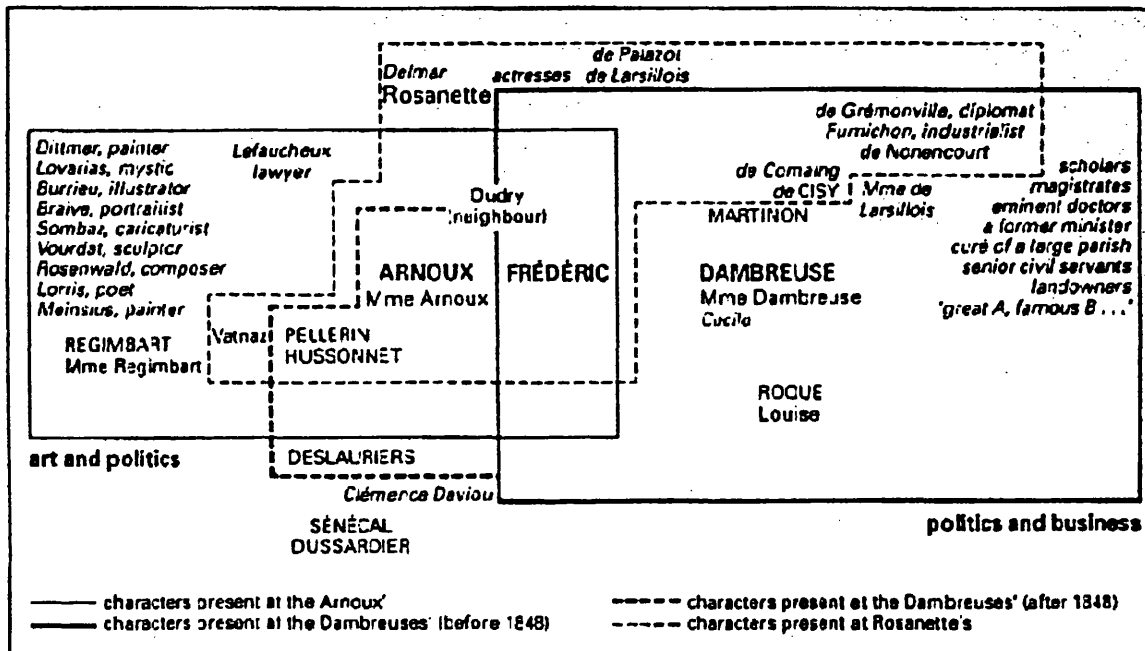 de Palazot
Delmar
actresses de Larsillois
Rosanette
de Grémonville, diplomat
Fumichon, industrialist
de Nonencourt
Dittmer, painter
Lovarias, mystic
Burrieu, illustrator
Braive, portraitist
Sombaz, caricaturist
Vourdat, sculptor
Rosenwald, composer
Lorris, poet
Meinsius, painter
Lefaucheux
lawyer
Oudry
(neighbour)
de Comaing
de CISY
MARTINON
Mme de
Larsillois
scholars
magistrates
eminent doctors
a former minister
curé of a large parish
senior civil servants
landowners
'great A, famous B . . .'
ARNOUX
Mme Arnoux
FRÉDÉRIC
DAMBREUSE
Mme Dambreuse
Cécile
REGIMBART
Mme Regimbart
Vatnaz
PELLERIN
HUSSONNET
ROQUE
Louise
art and politics
DESLAURIERS
Clémence Daviou
SÉNÉCAL
DUSSARDIER
politics and business
characters present at the Arnoux'
characters present at the Dambreuses' (before 1848)
characters present at the Dambreuses' (after 1848)
characters present at Rosanette's